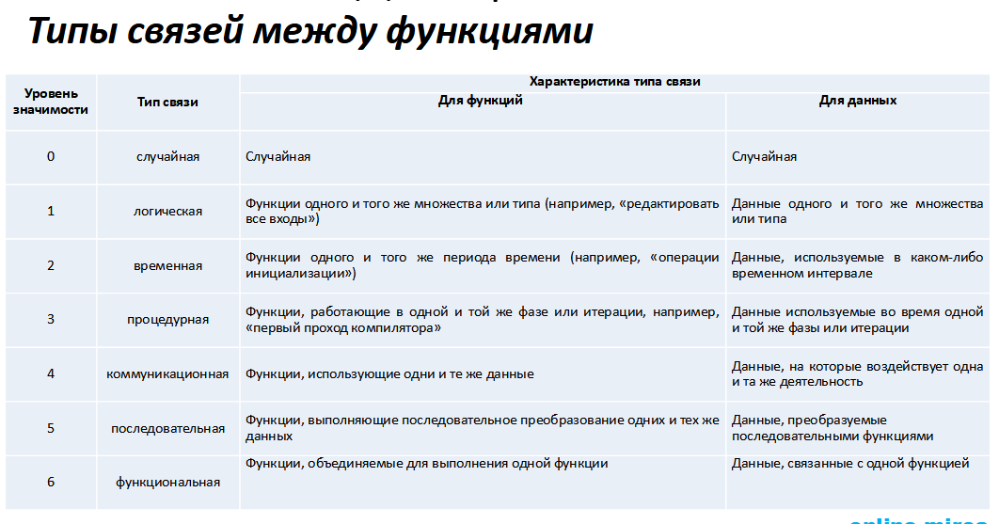 Типы связей между функциями
Уровень
значимости
Тип связи
Характеристика типа связи
Для функций
Для данных
0
случайная
Случайная
Случайная
1
логическая
Функции одного и того же множества или типа (например, «редактировать
все входы»)
Данные одного и того же множества
или типа
2
временная
Функции одного и того же периода времени (например, «операции
инициализации»)
Данные, используемые в каком-либо
временном интервале
3
процедурная
Функции, работающие в одной и той же фазе или итерации, например,
«первый проход компилятора»
Данные используемые во время одной
и той же фазы или итерации
4
коммуникационная
Функции, использующие одни и те же данные
Данные, на которые воздействует одна
и та же деятельность
5
последовательная
Функции, выполняющие последовательное преобразование одних и тех же
данных
Данные, преобразуемые
последовательными функциями
6
функциональная
Функции, объединяемые для выполнения одной функции
Данные, связанные с одной функцией